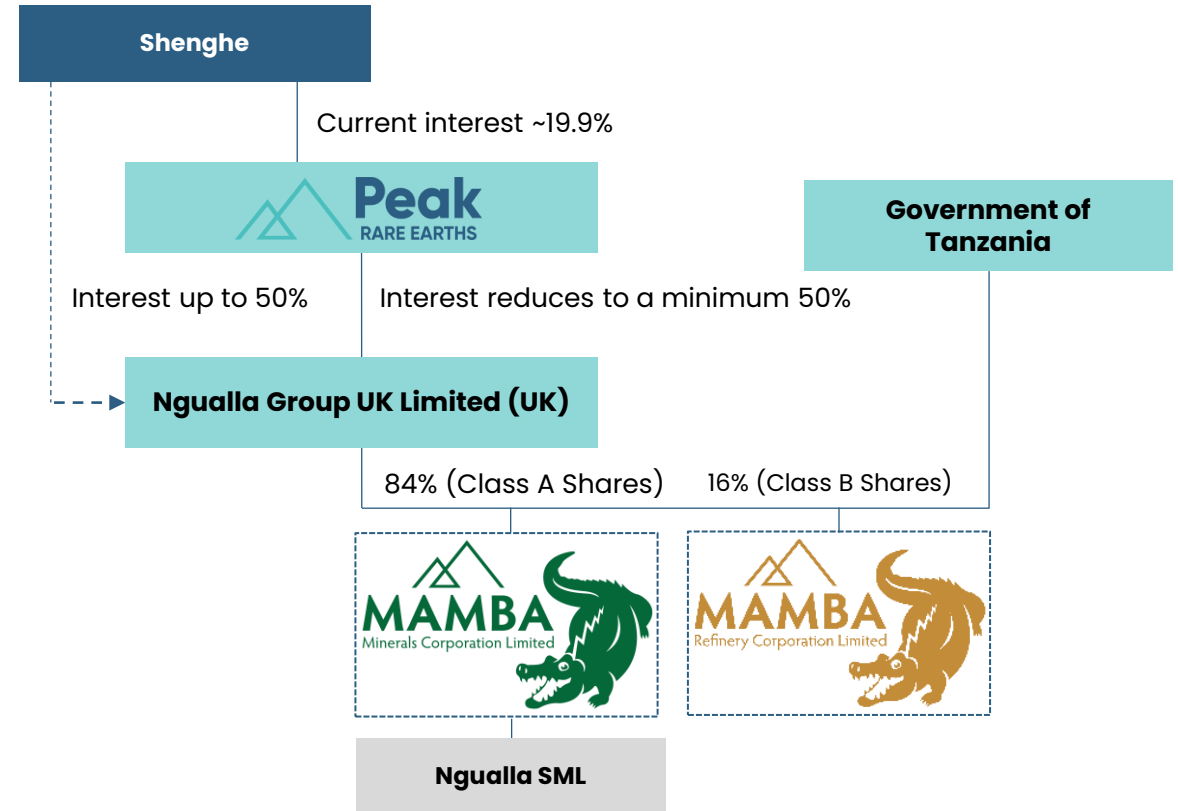 Shenghe
Current interest ~19.9%
Peak
RARE EARTHS
Government of
Tanzania
Interest up to 50%
Interest reduces to a minimum 50%
Ngualla Group UK Limited (UK)
84% (Class A Shares)
16% (Class B Shares)
MAMBA
Minerals Corporation Limited
MAMBA
Refinery Corporation Limited
Ngualla SML